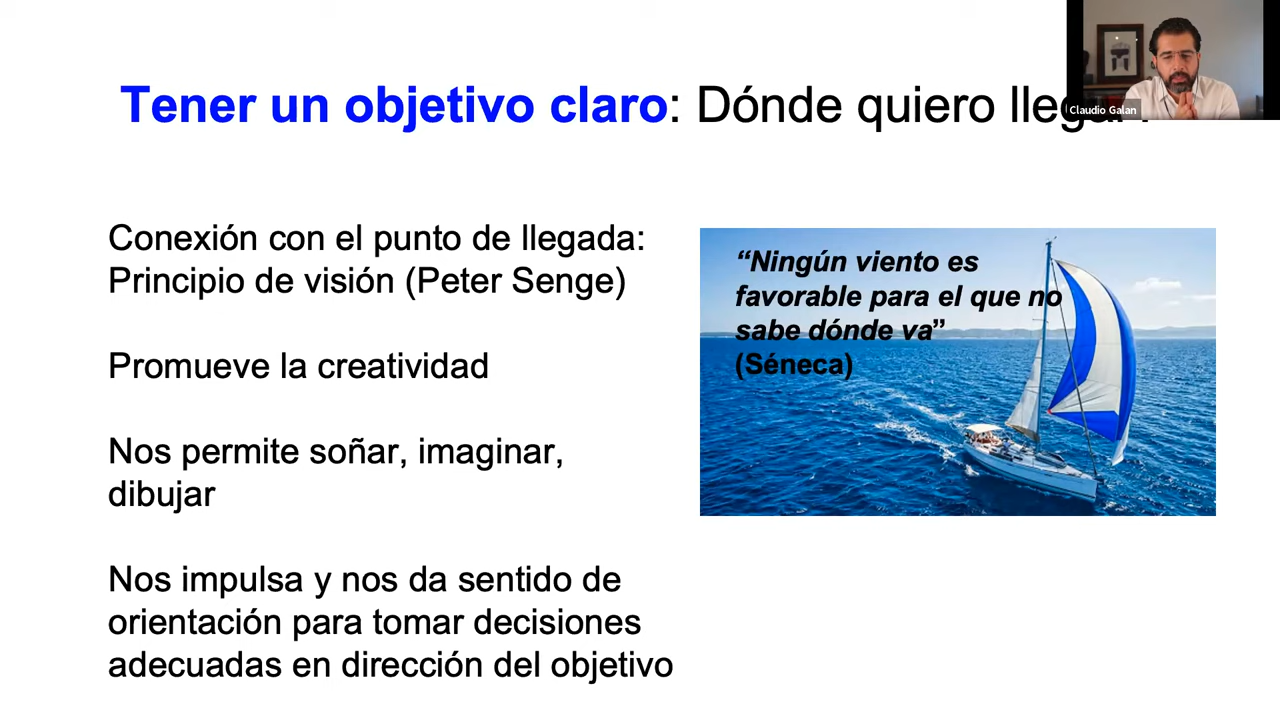 Tener un objetivo claro: Dónde quiero
Claudio Galan
Conexión con el punto de llegada:
Principio de visión (Peter Senge)
Promueve la creatividad
Nos permite soñar, imaginar,
dibujar
Nos impulsa y nos da sentido de
orientación para tomar decisiones
adecuadas en dirección del objetivo
“Ningún viento es
favorable para el que no
sabe dónde va”
(Séneca)